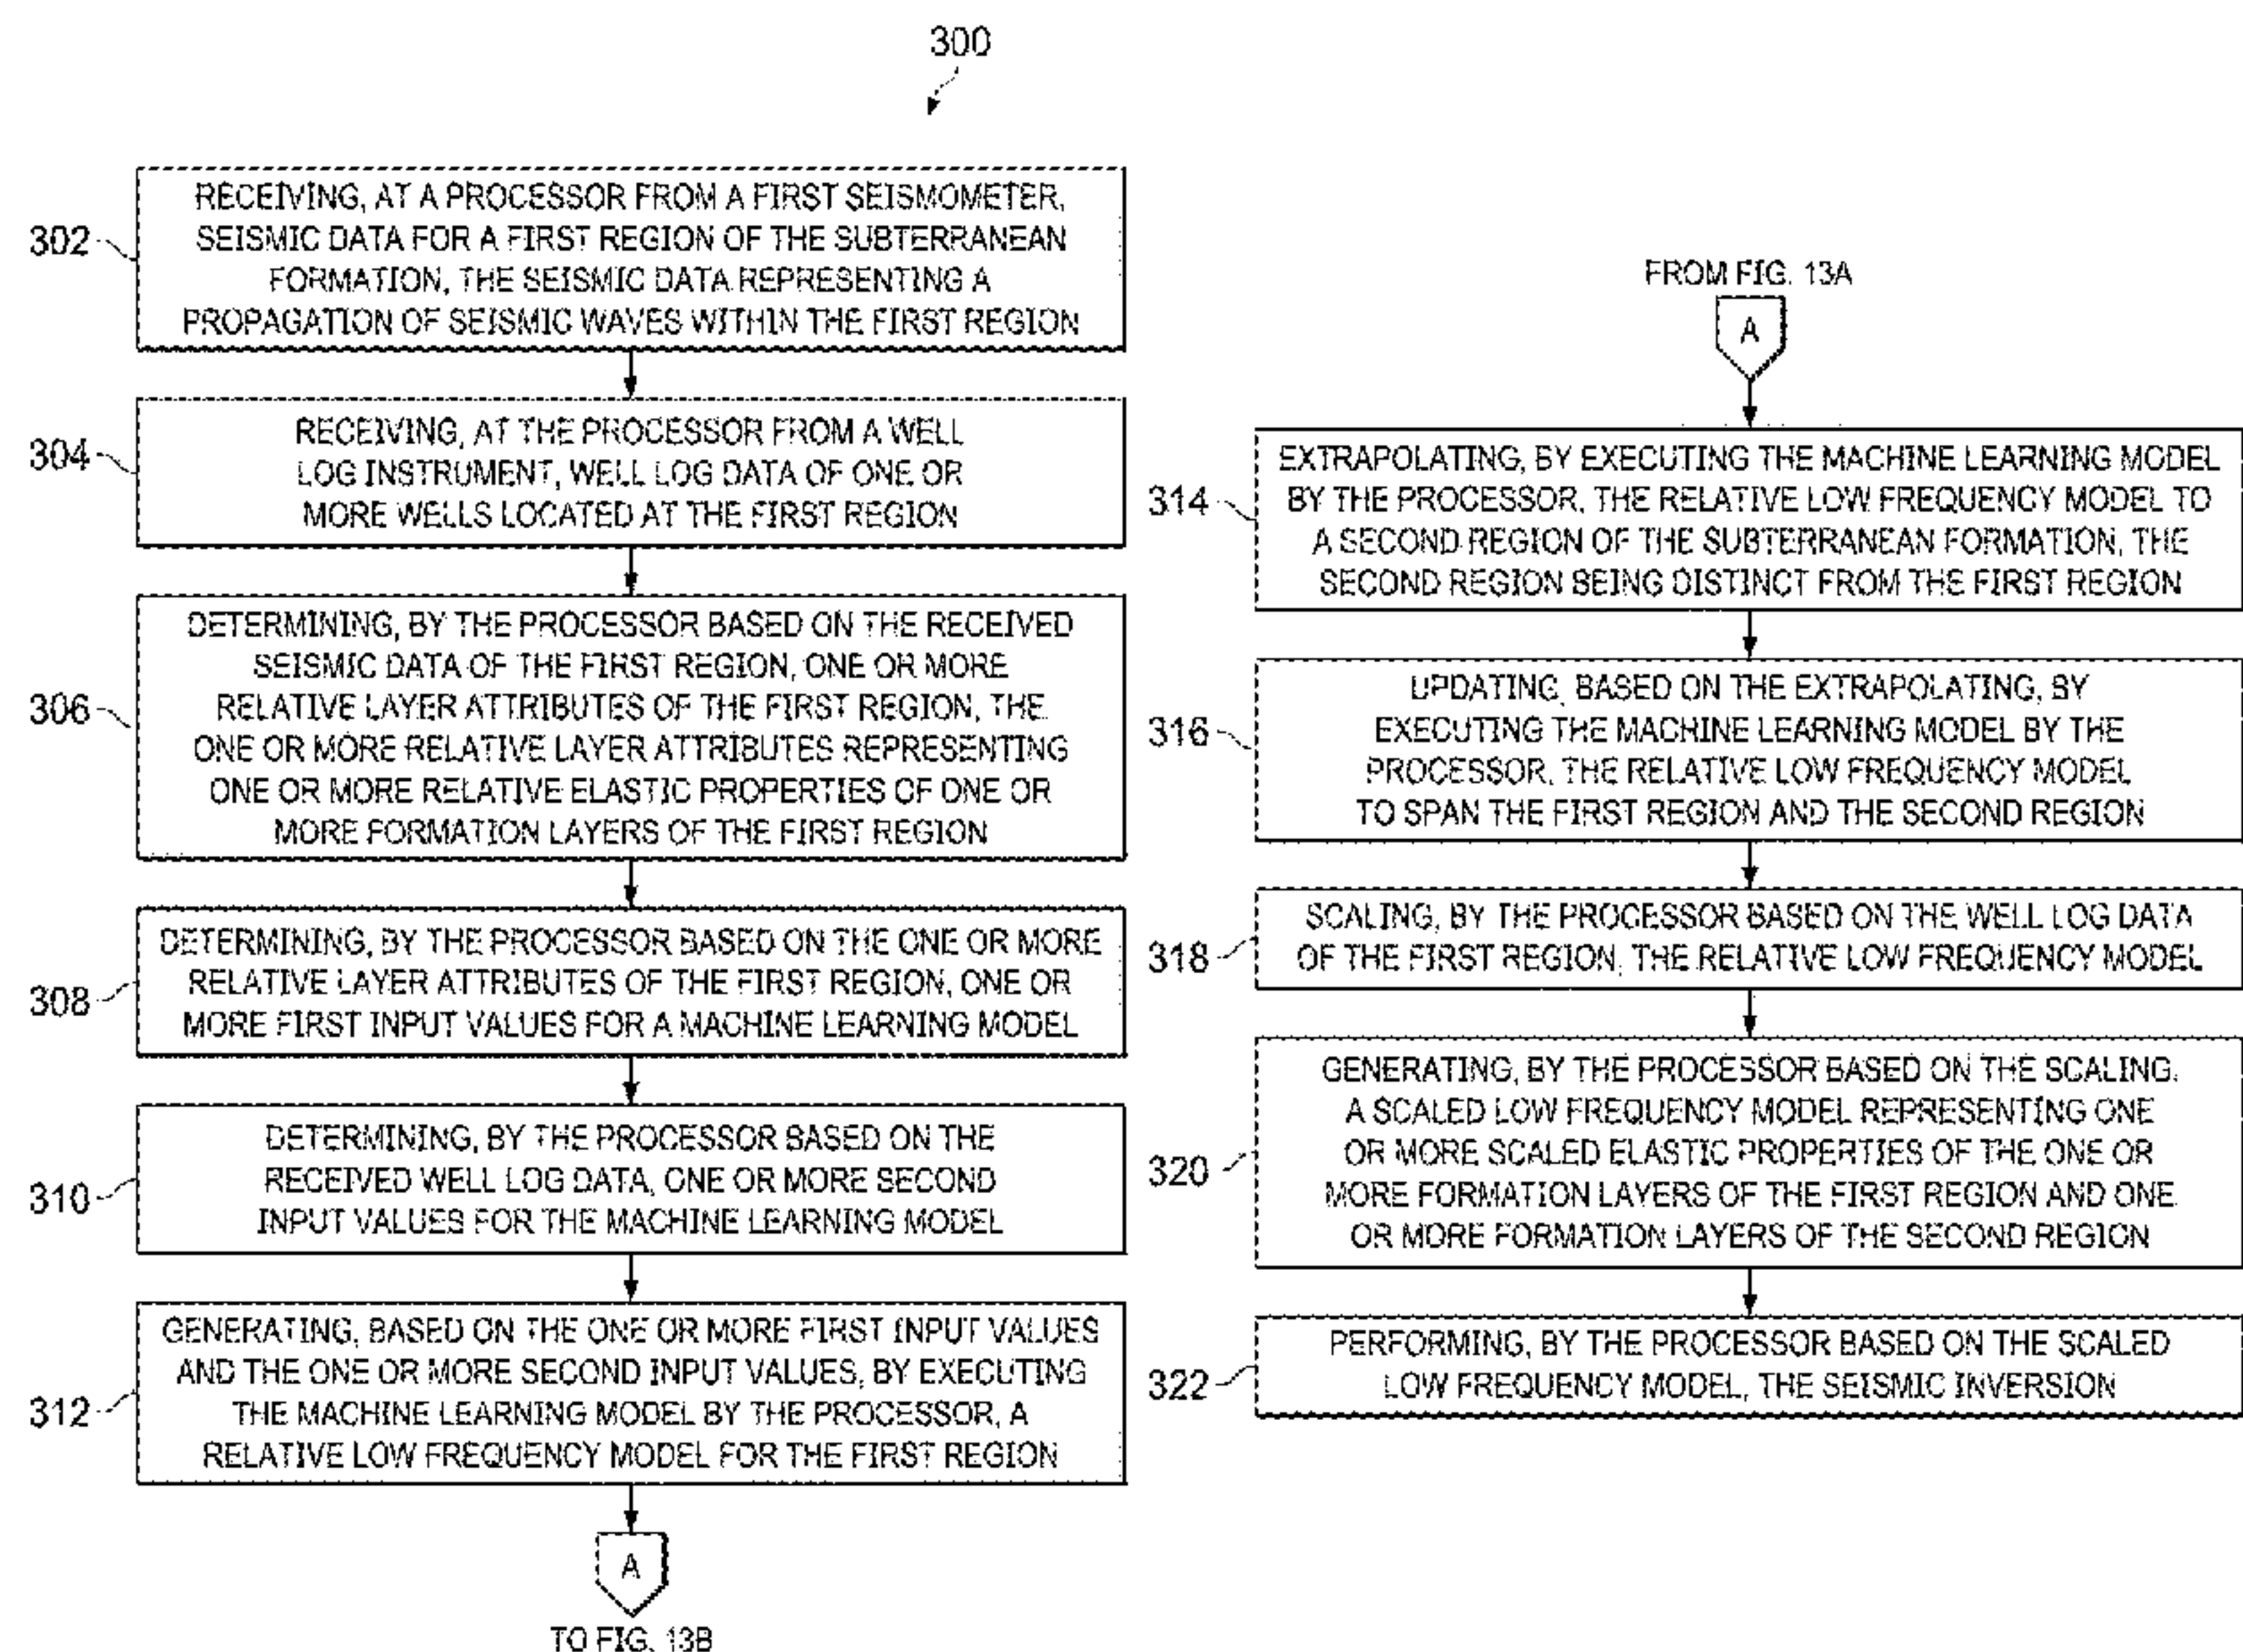 300
302
RECEIVING, AT A PROCESSOR FROM A FIRST SEISMOMETER,
SEISMIC DATA FOR A FIRST REGION OF THE SUBTERRANEAN
FORMATION, THE SEISMIC DATA REPRESENTING A
PROPAGATION OF SEISMIC WAVES WITHIN THE FIRST REGION
304
RECEIVING, AT THE PROCESSOR FROM A WELL
LOG INSTRUMENT, WELL LOG DATA OF ONE OR
MORE WELLS LOCATED AT THE FIRST REGION
306
DETERMINING, BY THE PROCESSOR BASED ON THE RECEIVED
SEISMIC DATA OF THE FIRST REGION, ONE OR MORE
RELATIVE LAYER ATTRIBUTES OF THE FIRST REGION, THE
ONE OR MORE RELATIVE LAYER ATTRIBUTES REPRESENTING
ONE OR MORE RELATIVE ELASTIC PROPERTIES OF ONE OR
MORE FORMATION LAYERS OF THE FIRST REGION
308
DETERMINING, BY THE PROCESSOR BASED ON THE ONE OR MORE
RELATIVE LAYER ATTRIBUTES OF THE FIRST REGION, ONE OR
MORE FIRST INPUT VALUES FOR A MACHINE LEARNING MODEL
310
DETERMINING, BY THE PROCESSOR BASED ON THE
RECEIVED WELL LOG DATA, ONE OR MORE SECOND
INPUT VALUES FOR THE MACHINE LEARNING MODEL
312
GENERATING, BASED ON THE ONE OR MORE FIRST INPUT VALUES
AND THE ONE OR MORE SECOND INPUT VALUES, BY EXECUTING
THE MACHINE LEARNING MODEL BY THE PROCESSOR, A
RELATIVE LOW FREQUENCY MODEL FOR THE FIRST REGION
A
TO FIG. 13B
FROM FIG. 13A
A
314
EXTRAPOLATING, BY EXECUTING THE MACHINE LEARNING MODEL
BY THE PROCESSOR, THE RELATIVE LOW FREQUENCY MODEL TO
A SECOND REGION OF THE SUBTERRANEAN FORMATION, THE
SECOND REGION BEING DISTINCT FROM THE FIRST REGION
316
UPDATING, BASED ON THE EXTRAPOLATING, BY
EXECUTING THE MACHINE LEARNING MODEL BY THE
PROCESSOR, THE RELATIVE LOW FREQUENCY MODEL
TO SPAN THE FIRST REGION AND THE SECOND REGION
318
SCALING, BY THE PROCESSOR BASED ON THE WELL LOG DATA
OF THE FIRST REGION, THE RELATIVE LOW FREQUENCY MODEL
320
GENERATING, BY THE PROCESSOR BASED ON THE SCALING,
A SCALED LOW FREQUENCY MODEL REPRESENTING ONE
OR MORE SCALED ELASTIC PROPERTIES OF THE ONE OR
MORE FORMATION LAYERS OF THE FIRST REGION AND ONE
OR MORE FORMATION LAYERS OF THE SECOND REGION
322
PERFORMING, BY THE PROCESSOR BASED ON THE SCALED
LOW FREQUENCY MODEL, THE SEISMIC INVERSION